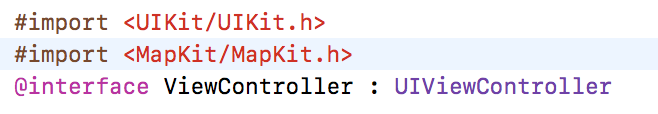 #import <UIKit/UIKit.h>
#import <MapKit/MapKit.h>
@interface ViewController : UIViewController